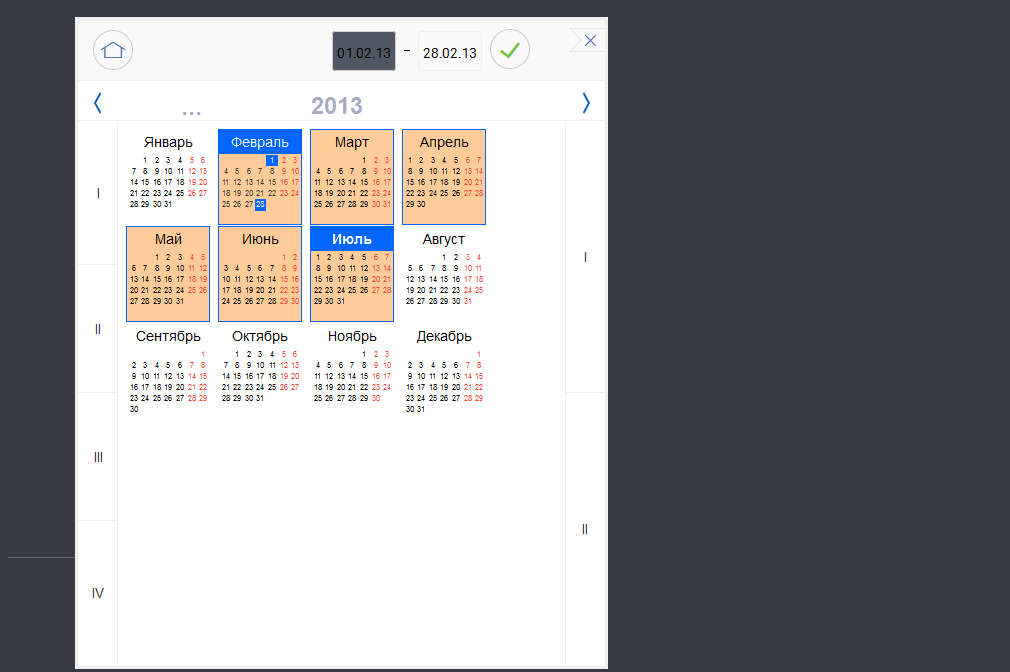 01.02.13 – 28.02.13
... 2013
I
II
III
IV
Январь
1 2 3 4 5 6
7 8 9 10 11 12 13
14 15 16 17 18 19 20
21 22 23 24 25 26 27
28 29 30 31
Февраль
1 2 3
4 5 6 7 8 9 10
11 12 13 14 15 16 17
18 19 20 21 22 23 24
25 26 27 28
Март
1 2 3
4 5 6 7 8 9 10
11 12 13 14 15 16 17
18 19 20 21 22 23 24
25 26 27 28 29 30 31
Апрель
1 2 3 4 5 6 7
8 9 10 11 12 13 14
15 16 17 18 19 20 21
22 23 24 25 26 27 28
29 30
Май
1 2 3 4 5
6 7 8 9 10 11 12
13 14 15 16 17 18 19
20 21 22 23 24 25 26
27 28 29 30 31
Июнь
1 2
3 4 5 6 7 8 9
10 11 12 13 14 15 16
17 18 19 20 21 22 23
24 25 26 27 28 29 30
Июль
1 2 3 4 5 6 7
8 9 10 11 12 13 14
15 16 17 18 19 20 21
22 23 24 25 26 27 28
29 30 31
Август
1 2 3 4
5 6 7 8 9 10 11
12 13 14 15 16 17 18
19 20 21 22 23 24 25
26 27 28 29 30 31
Сентябрь
1
2 3 4 5 6 7 8
9 10 11 12 13 14 15
16 17 18 19 20 21 22
23 24 25 26 27 28 29
30
Октябрь
1 2 3 4 5 6
7 8 9 10 11 12 13
14 15 16 17 18 19 20
21 22 23 24 25 26 27
28 29 30 31
Ноябрь
1 2 3
4 5 6 7 8 9 10
11 12 13 14 15 16 17
18 19 20 21 22 23 24
25 26 27 28 29 30
Декабрь
1
2 3 4 5 6 7 8
9 10 11 12 13 14 15
16 17 18 19 20 21 22
23 24 25 26 27 28 29
30 31
I
II